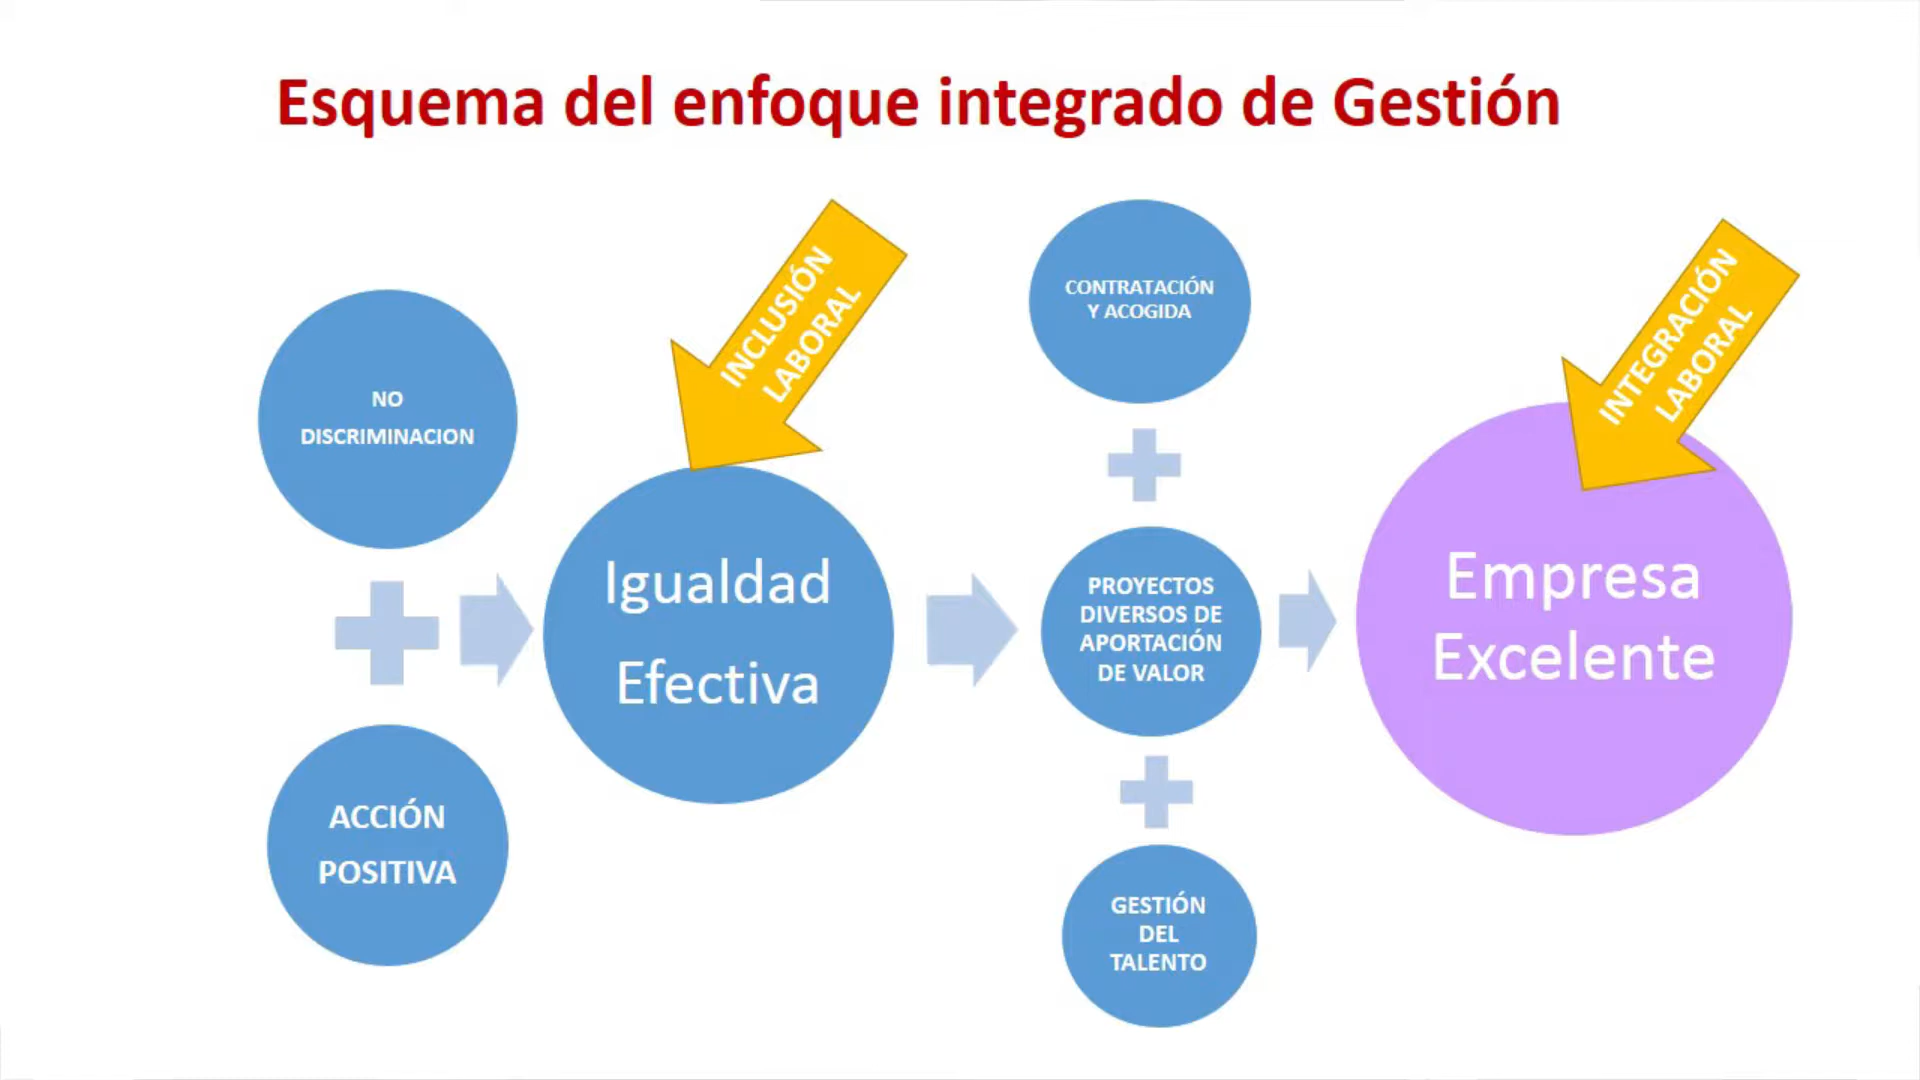 Esquema del enfoque integrado de Gestión
NO
DISCRIMINACION
ACCIÓN
POSITIVA
INCLUSIÓN
LABORAL
Igualdad
Efectiva
CONTRATACIÓN
Y ACOGIDA
PROYECTOS
DIVERSOS DE
APORTACIÓN
DE VALOR
GESTIÓN
DEL
TALENTO
INTEGRACIÓN
LABORAL
Empresa
Excelente